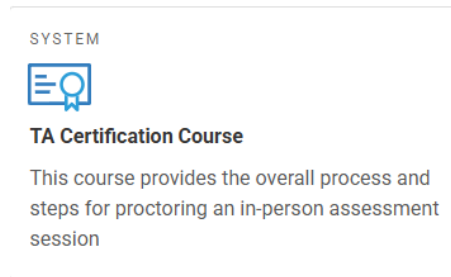 SYSTEM
TA Certification Course
This course provides the overall process and
steps for proctoring an in-person assessment
session